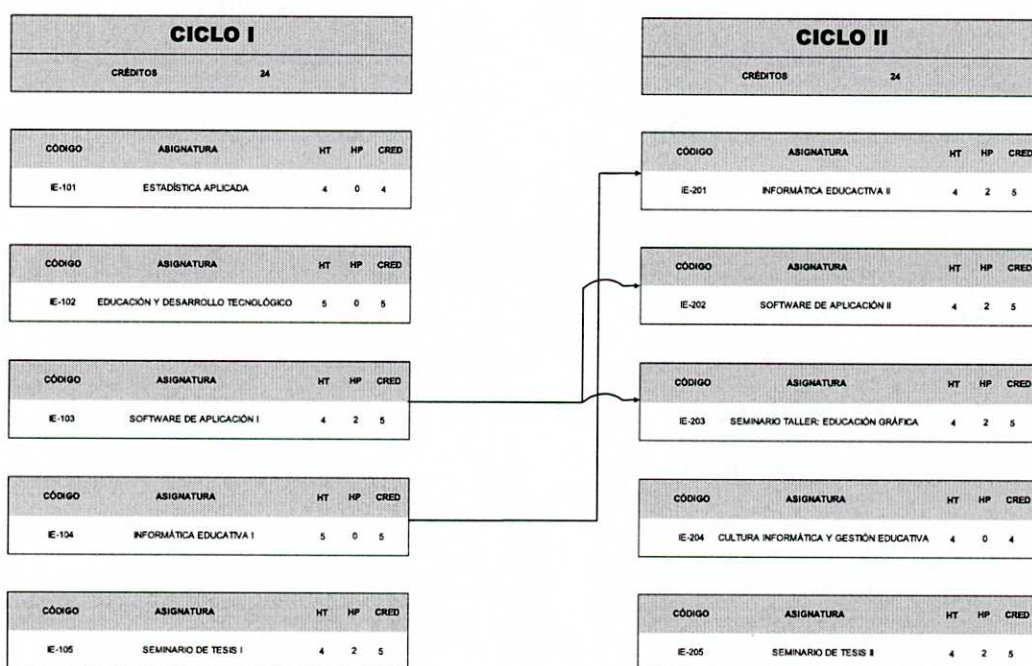 CICLO I
CRÉDITOS 24
CÓDIGO ASIGNATURA HT HP CRED
IE-101 ESTADÍSTICA APLICADA 4 0 4
CÓDIGO ASIGNATURA HT HP CRED
IE-102 EDUCACIÓN Y DESARROLLO TECNOLÓGICO 5 0 5
CÓDIGO ASIGNATURA HT HP CRED
IE-103 SOFTWARE DE APLICACIÓN I 4 2 5
CÓDIGO ASIGNATURA HT HP CRED
IE-104 INFORMÁTICA EDUCATIVA I 5 0 5
CÓDIGO ASIGNATURA HT HP CRED
IE-105 SEMINARIO DE TESIS I 4 2 5
CICLO II
CRÉDITOS 24
CÓDIGO ASIGNATURA HT HP CRED
IE-201 INFORMÁTICA EDUCACTIVA II 4 2 5
CÓDIGO ASIGNATURA HT HP CRED
IE-202 SOFTWARE DE APLICACIÓN II 4 2 5
CÓDIGO ASIGNATURA HT HP CRED
IE-203 SEMINARIO TALLER: EDUCACIÓN GRÁFICA 4 2 5
CÓDIGO ASIGNATURA HT HP CRED
IE-204 CULTURA INFORMÁTICA Y GESTIÓN EDUCATIVA 4 0 4
CÓDIGO ASIGNATURA HT HP CRED
IE-205 SEMINARIO DE TESIS II 4 2 5